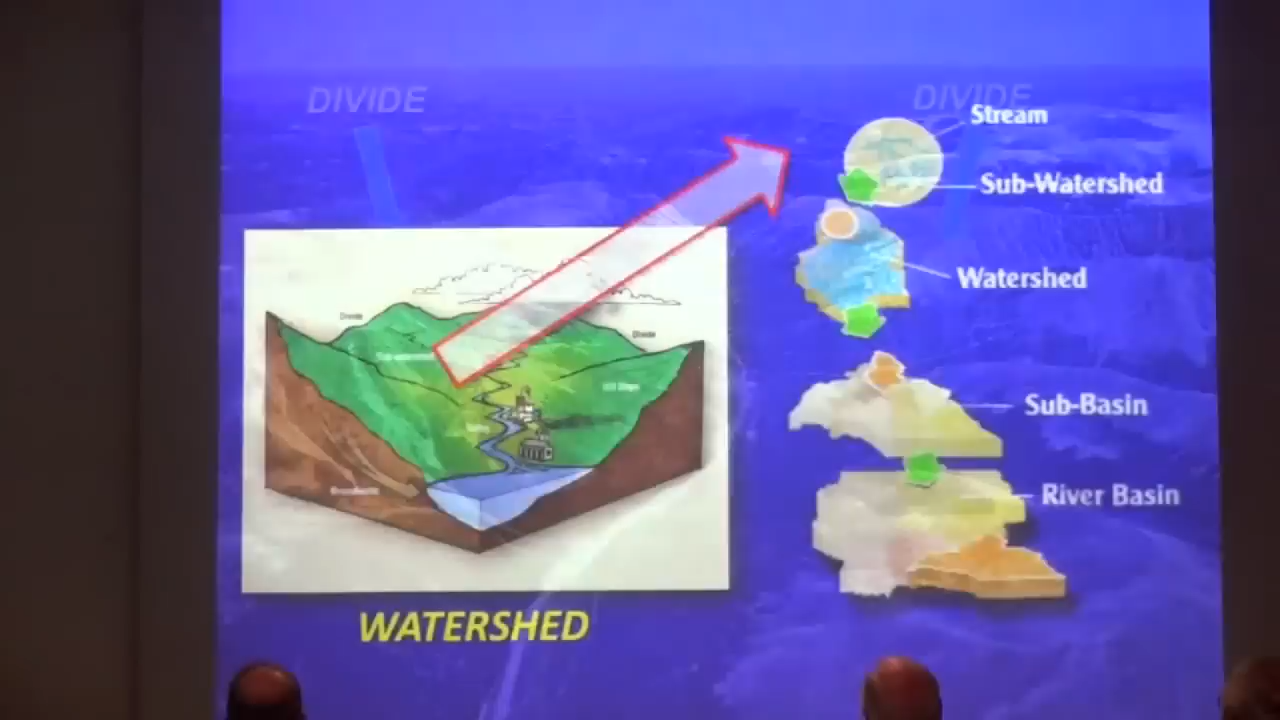 DIVIDE
DIVIDE
Stream
Sub-Watershed
Watershed
Sub-Basin
River Basin
Divide
Divide
WATERSHED